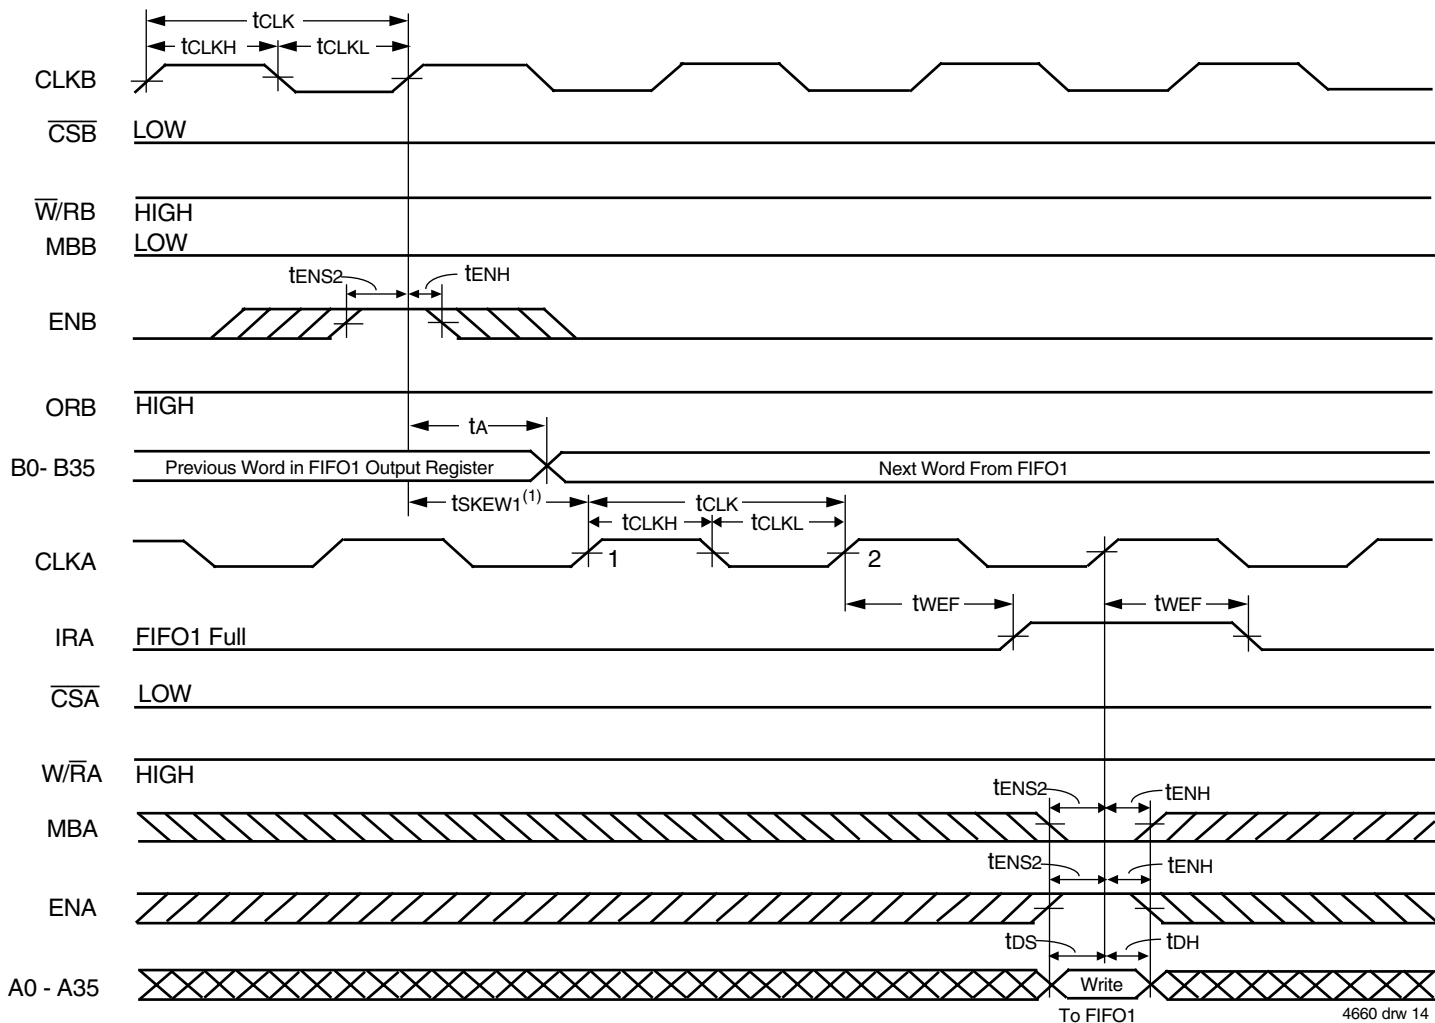 tCLK
tCLKH tCLKL
CLKB
CSB LOW
W/RB HIGH
MBB LOW
tENS2 tENH
ENB
ORB HIGH
tA
B0- B35 Previous Word in FIFO1 Output Register Next Word From FIFO1
tSKEW1(1) tCLK
tCLKH tCLKL
CLKA 1 2
tWEF tWEF
IRA FIFO1 Full
CSA LOW
W/RA HIGH
tENS2 tENH
MBA
tENS2 tENH
ENA
tDS tDH
A0 - A35 Write
To FIFO1 4660 drw 14